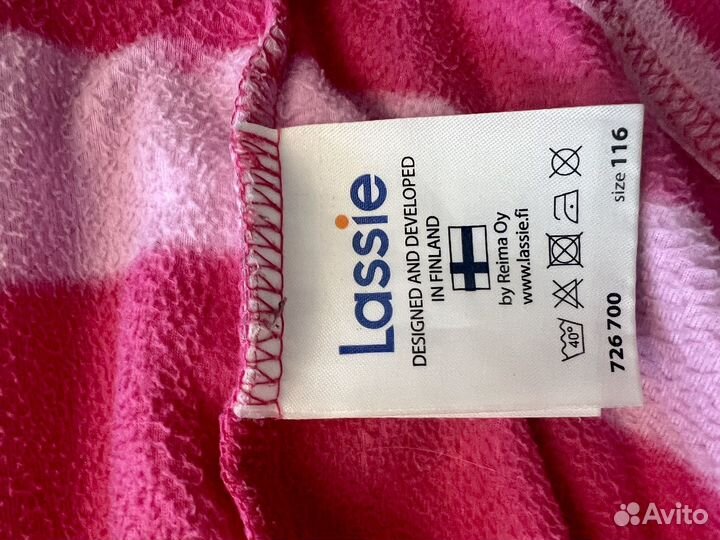 Lassie
DESIGNED AND DEVELOPED
IN FINLAND
by Reima Oy
www.lassie.fi
40°
726 700 size 116
Avito